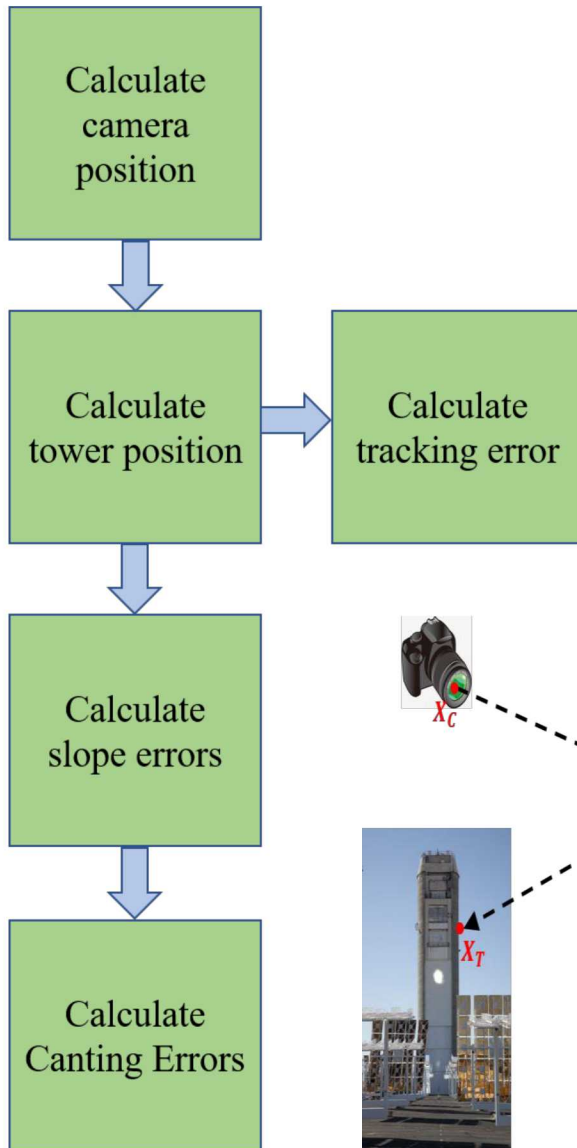 Calculate
camera
position
Calculate
tower position
Calculate
tracking error
Calculate
slope errors
X_C
X_T
Calculate
Canting Errors